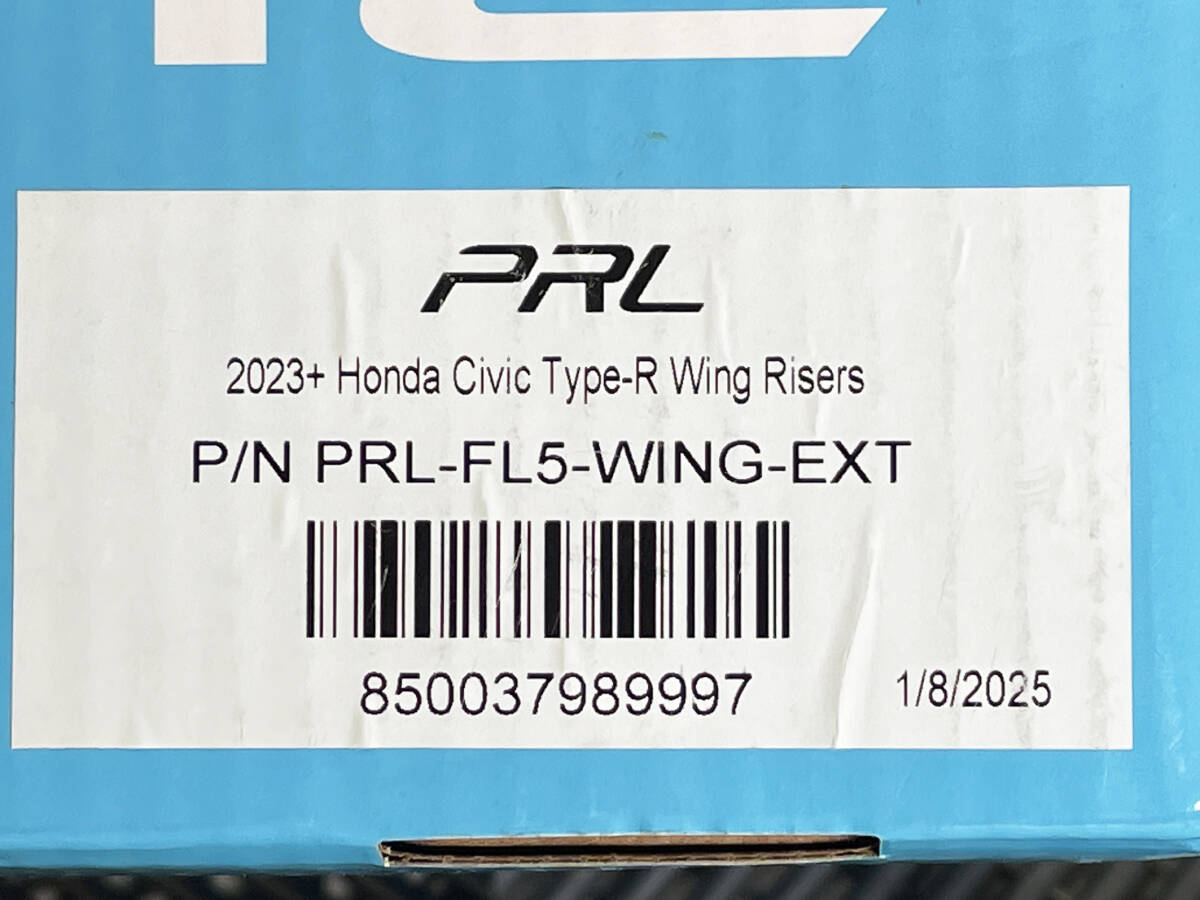 PRL
2023+ Honda Civic Type-R Wing Risers
P/N PRL-FL5-WING-EXT
850037989997
1/8/2025